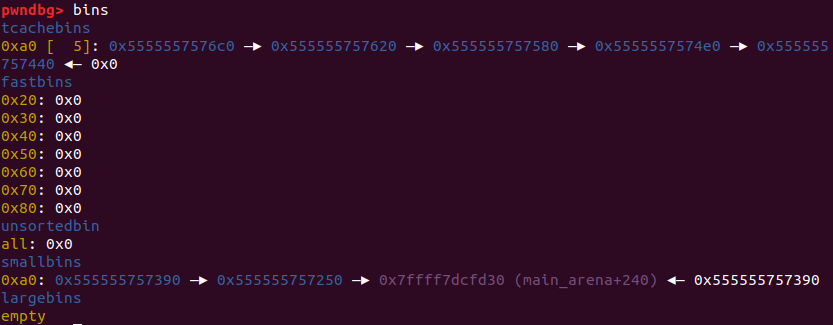 pwndbg> bins
tcachebins
0xa0 [  5]: 0x5555557576c0 —▸ 0x555555757620 —▸ 0x555555757580 —▸ 0x5555557574e0 —▸ 0x555555
757440 ◂— 0x0
fastbins
0x20: 0x0
0x30: 0x0
0x40: 0x0
0x50: 0x0
0x60: 0x0
0x70: 0x0
0x80: 0x0
unsortedbin
all: 0x0
smallbins
0xa0: 0x555555757390 —▸ 0x555555757250 —▸ 0x7ffff7dcfd30 (main_arena+240) ◂— 0x555555757390
largebins
empty